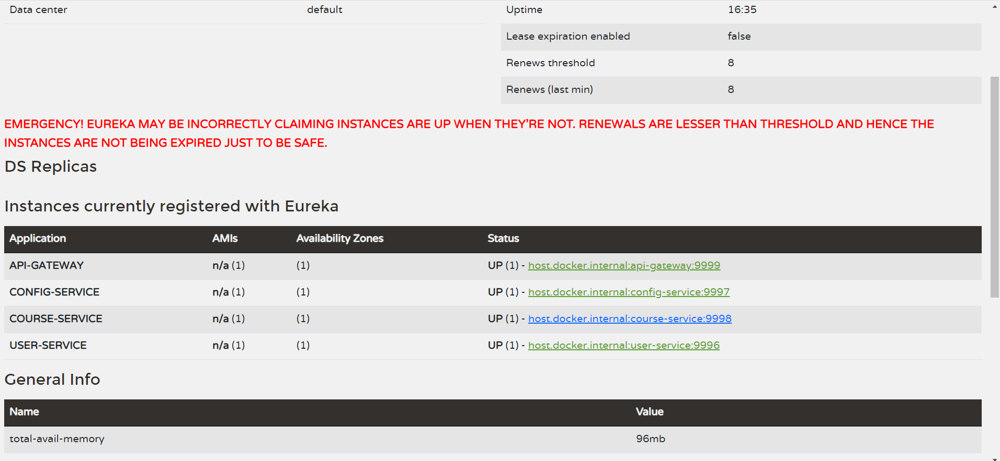 Data center default
Uptime 16:35
Lease expiration enabled false
Renews threshold 8
Renews (last min) 8
EMERGENCY! EUREKA MAY BE INCORRECTLY CLAIMING INSTANCES ARE UP WHEN THEY'RE NOT. RENEWALS ARE LESSER THAN THRESHOLD AND HENCE THE
INSTANCES ARE NOT BEING EXPIRED JUST TO BE SAFE.
DS Replicas
Instances currently registered with Eureka
Application AMIs Availability Zones Status
API-GATEWAY n/a (1) (1) UP (1) - host.docker.internal:api-gateway:9999
CONFIG-SERVICE n/a (1) (1) UP (1) - host.docker.internal:config-service:9997
COURSE-SERVICE n/a (1) (1) UP (1) - host.docker.internal:course-service:9998
USER-SERVICE n/a (1) (1) UP (1) - host.docker.internal:user-service:9996
General Info
Name Value
total-avail-memory 96mb